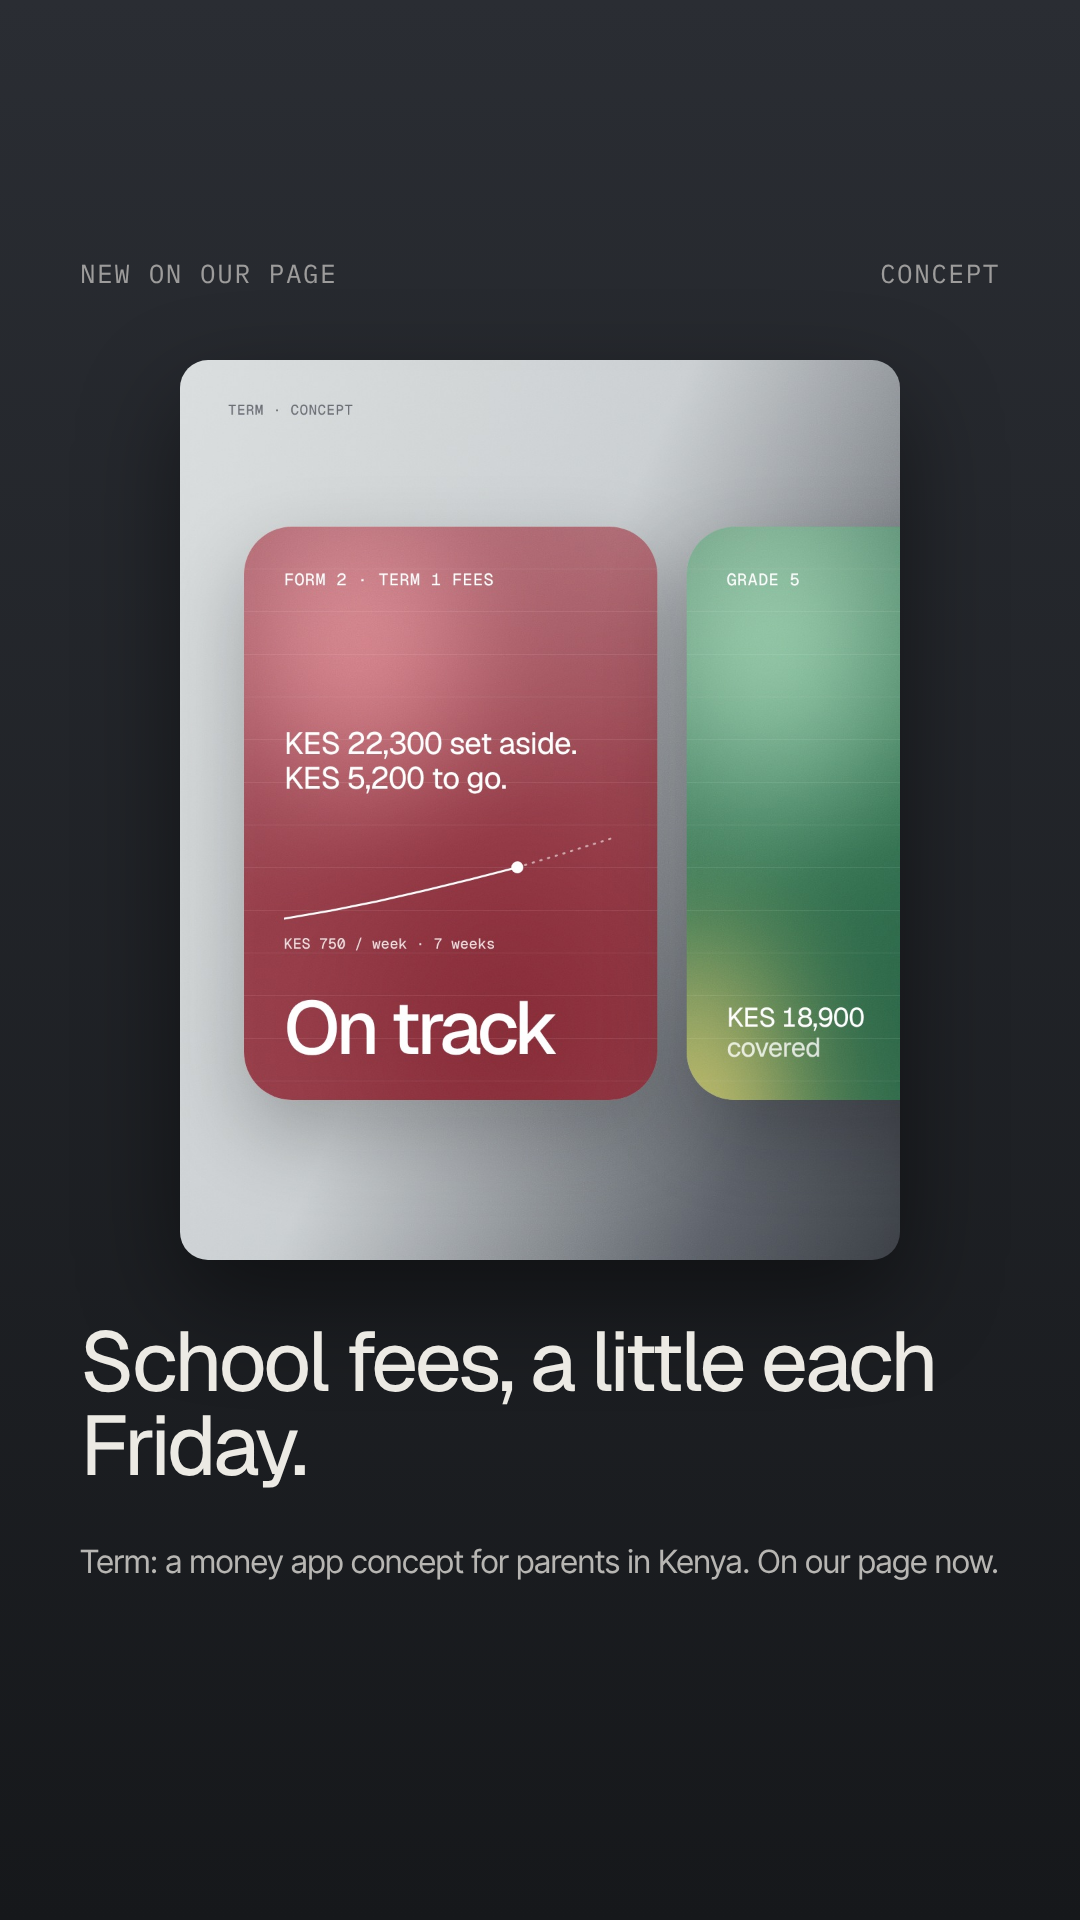 NEW ON OUR PAGE
CONCEPT
TERM · CONCEPT
FORM 2 · TERM 1 FEES
KES 22,300 set aside.
KES 5,200 to go.
KES 750 / week · 7 weeks
On track
GRADE 5
KES 18,900
covered
School fees, a little each
Friday.
Term: a money app concept for parents in Kenya. On our page now.